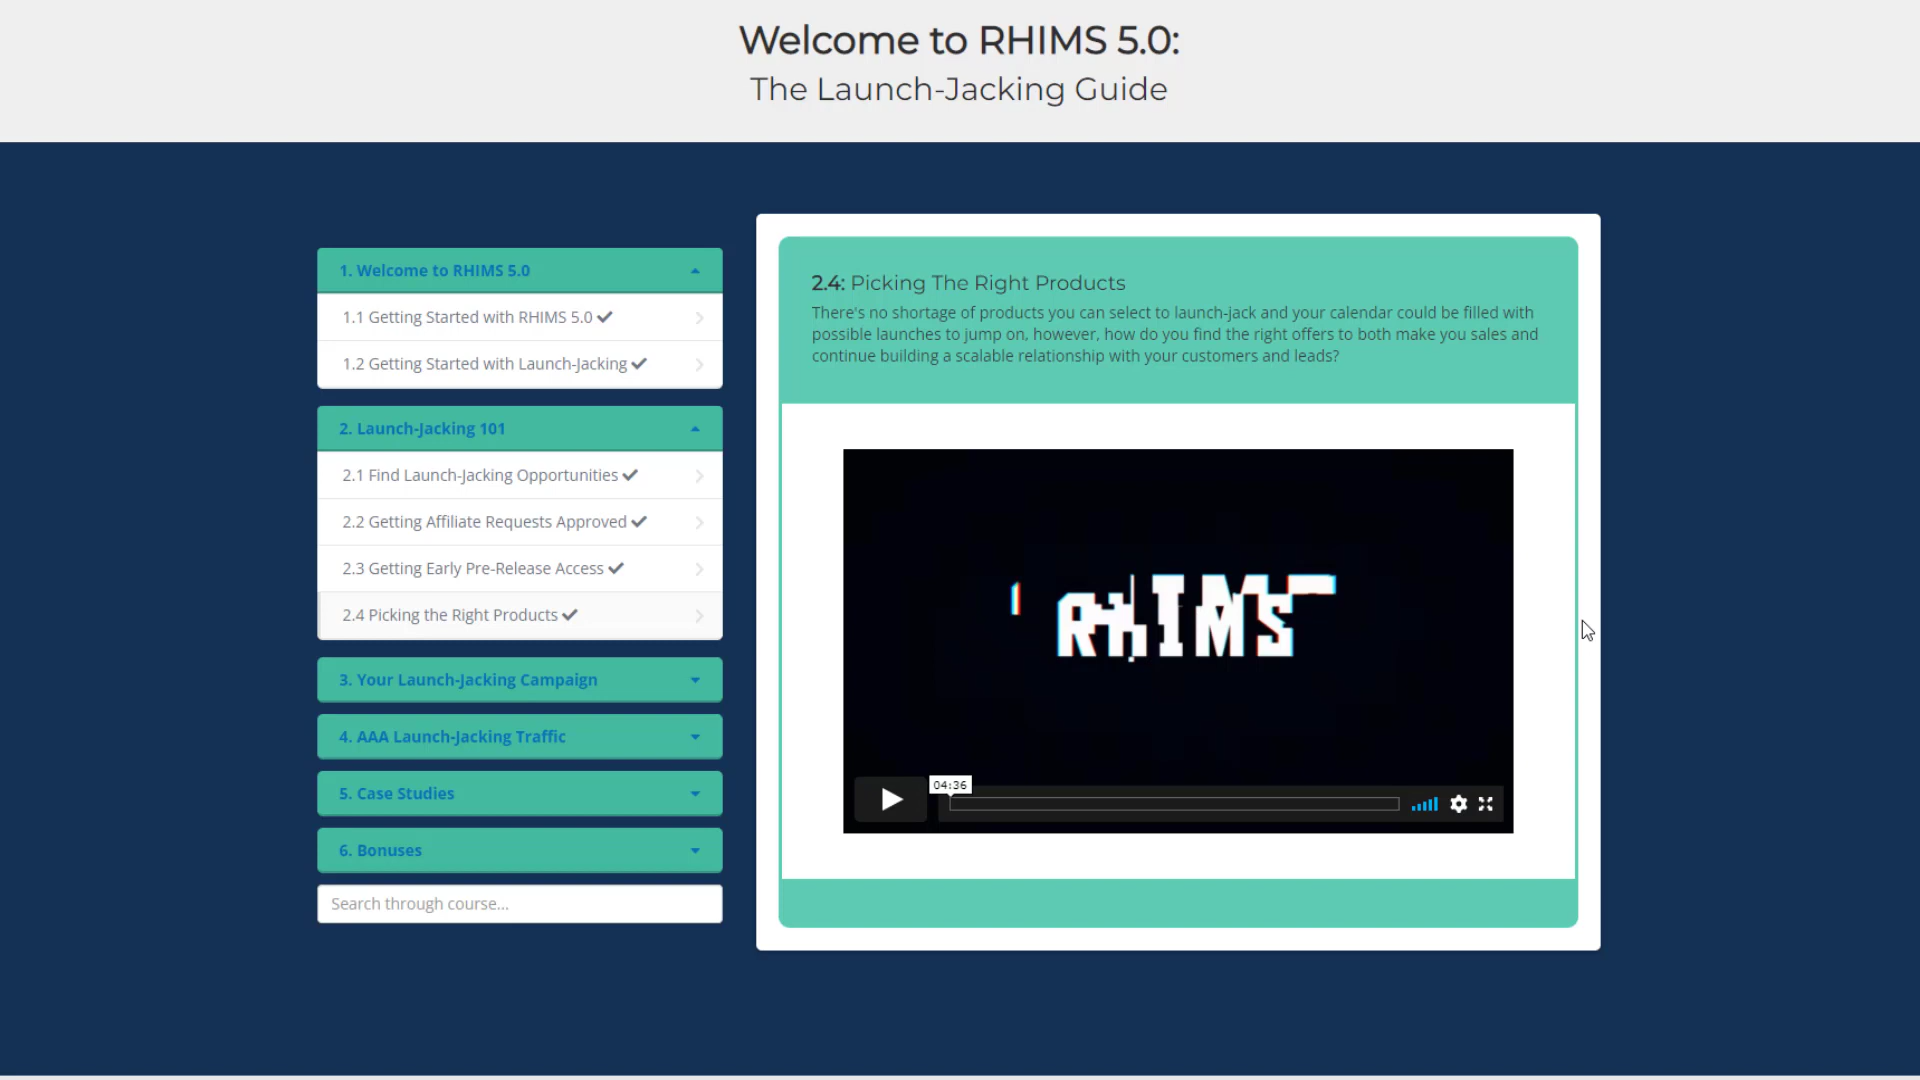 Welcome to RHIMS 5.0:
The Launch-Jacking Guide
1. Welcome to RHIMS 5.0
1.1 Getting Started with RHIMS 5.0
1.2 Getting Started with Launch-Jacking
2. Launch-Jacking 101
2.1 Find Launch-Jacking Opportunities
2.2 Getting Affiliate Requests Approved
2.3 Getting Early Pre-Release Access
2.4 Picking the Right Products
3. Your Launch-Jacking Campaign
4. AAA Launch-Jacking Traffic
5. Case Studies
6. Bonuses
Search through course...
2.4: Picking The Right Products
There's no shortage of products you can select to launch-jack and your calendar could be filled with
possible launches to jump on, however, how do you find the right offers to both make you sales and
continue building a scalable relationship with your customers and leads?
RHIMS
04:36